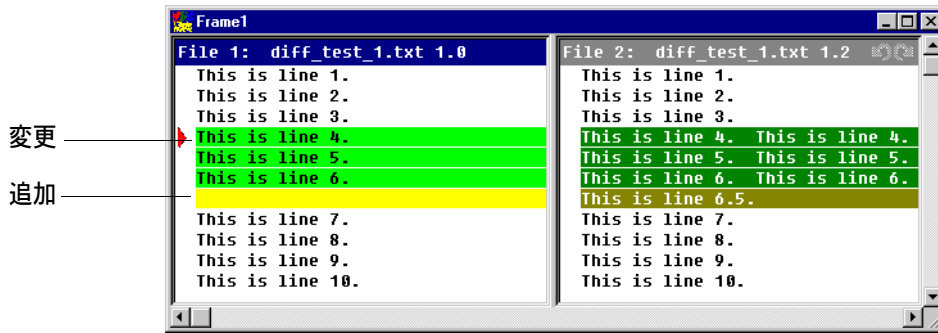 Frame1
File 1: diff_test_1.txt 1.0
This is line 1.
This is line 2.
This is line 3.
This is line 4.
This is line 5.
This is line 6.
This is line 7.
This is line 8.
This is line 9.
This is line 10.
File 2: diff_test_1.txt 1.2
This is line 1.
This is line 2.
This is line 3.
This is line 4. This is line 4.
This is line 5. This is line 5.
This is line 6. This is line 6.
This is line 6.5.
This is line 7.
This is line 8.
This is line 9.
This is line 10.
変更
追加